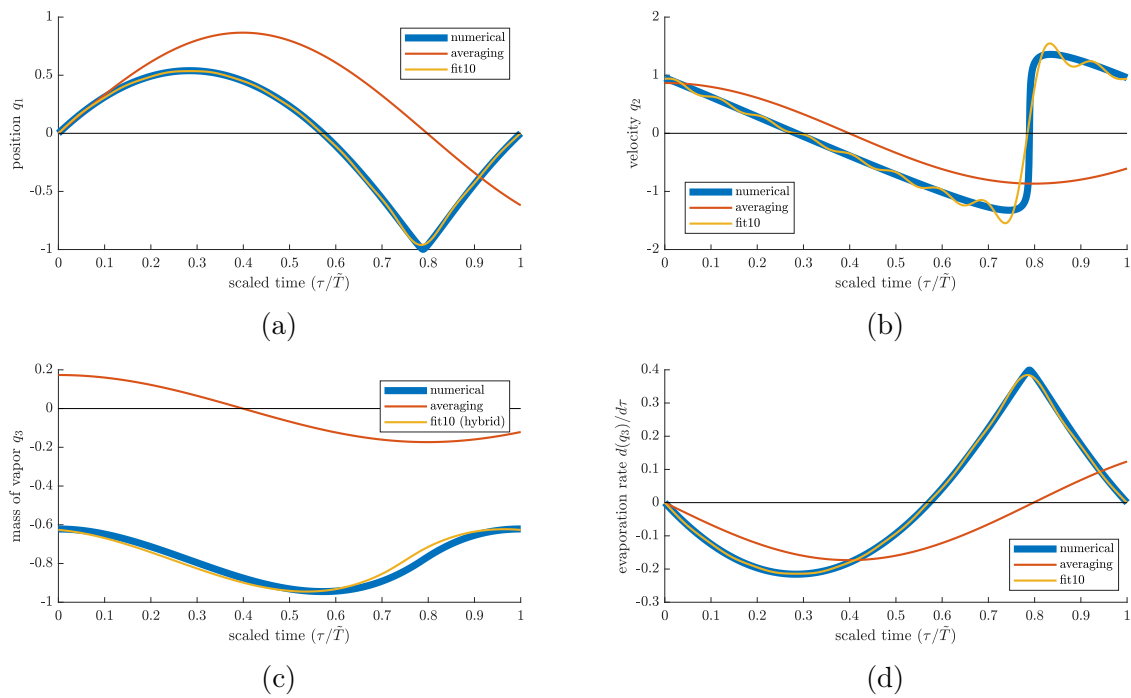 1
0.5
0
-0.5
-1
position q1
numerical
averaging
fit10
0 0.1 0.2 0.3 0.4 0.5 0.6 0.7 0.8 0.9 1
scaled time (τ/T̃)
(a)
2
1
0
-1
-2
velocity q2
numerical
averaging
fit10
0 0.1 0.2 0.3 0.4 0.5 0.6 0.7 0.8 0.9 1
scaled time (τ/T̃)
(b)
0.2
0
-0.2
-0.4
-0.6
-0.8
-1
mass of vapor q3
numerical
averaging
fit10 (hybrid)
0 0.1 0.2 0.3 0.4 0.5 0.6 0.7 0.8 0.9 1
scaled time (τ/T̃)
(c)
0.4
0.3
0.2
0.1
0
-0.1
-0.2
-0.3
evaporation rate d(q3)/dτ
numerical
averaging
fit10
0 0.1 0.2 0.3 0.4 0.5 0.6 0.7 0.8 0.9 1
scaled time (τ/T̃)
(d)